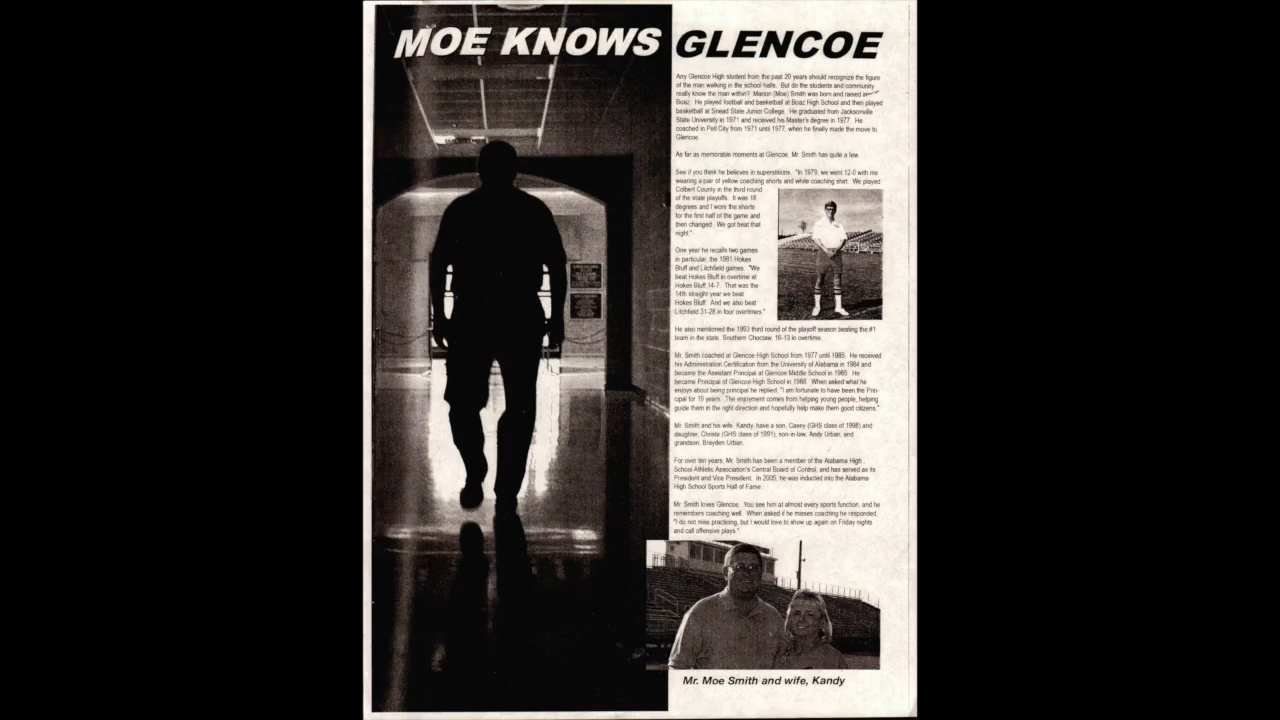 MOE KNOWS GLENCOE
Any Glencoe High student from the past 20 years should recognize the figure
of the man walking in the school halls. But do the students and community
really know the man within? Marion (Moe) Smith was born and raised in
Boaz. He played football and basketball at Boaz High School and then played
basketball at Snead State Junior College. He graduated from Jacksonville
State University in 1971 and received his Master's degree in 1977. He
coached in Pell City from 1971 until 1977, when he finally made the move to
Glencoe.
As far as memorable moments at Glencoe, Mr. Smith has quite a few.
See if you think he believes in superstitions. "In 1979, we went 12-0 with me
wearing a pair of yellow coaching shorts and white coaching shirt. We played
Colbert County in the third round
of the state playoffs. It was 18
degrees and I wore the shorts
for the first half of the game and
then changed. We got beat that
night."
One year he recalls two games
in particular, the 1981 Hokes
Bluff and Litchfield games. "We
beat Hokes Bluff in overtime at
Hokes Bluff 14-7. That was the
14th straight year we beat
Hokes Bluff. And we also beat
Litchfield 31-28 in four overtimes."
He also mentioned the 1993 third round of the playoff season beating the #1
team in the state, Southern Choctaw, 16-13 in overtime.
Mr. Smith coached at Glencoe High School from 1977 until 1985. He received
his Administration Certification from the University of Alabama in 1984 and
became the Assistant Principal at Glencoe Middle School in 1985. He
became Principal of Glencoe High School in 1988. When asked what he
enjoys about being principal he replied, "I am fortunate to have been the Prin-
cipal for 19 years. The enjoyment comes from helping young people, helping
guide them in the right direction and hopefully help make them good citizens."
Mr. Smith and his wife, Kandy, have a son, Casey (GHS class of 1998) and
daughter, Christa (GHS class of 1991), son-in-law, Andy Urban, and
grandson, Brayden Urban.
For over ten years, Mr. Smith has been a member of the Alabama High
School Athletic Association's Central Board of Control, and has served as its
President and Vice President. In 2005, he was inducted into the Alabama
High School Sports Hall of Fame.
Mr. Smith loves Glencoe. You see him at almost every sports function, and he
remembers coaching well. When asked if he misses coaching he responded,
"I do not miss practicing, but I would love to show up again on Friday nights
and call offensive plays."
Mr. Moe Smith and wife, Kandy